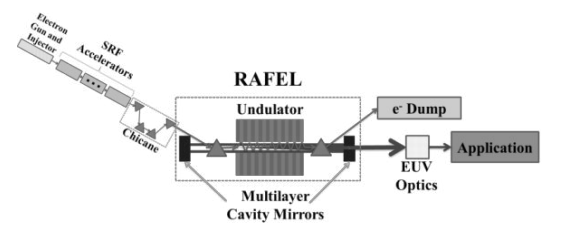 Electron
Gun and
Injector
SRF
Accelerators
Chicane
RAFEL
Undulator
e- Dump
Application
EUV
Optics
Multilayer
Cavity Mirrors